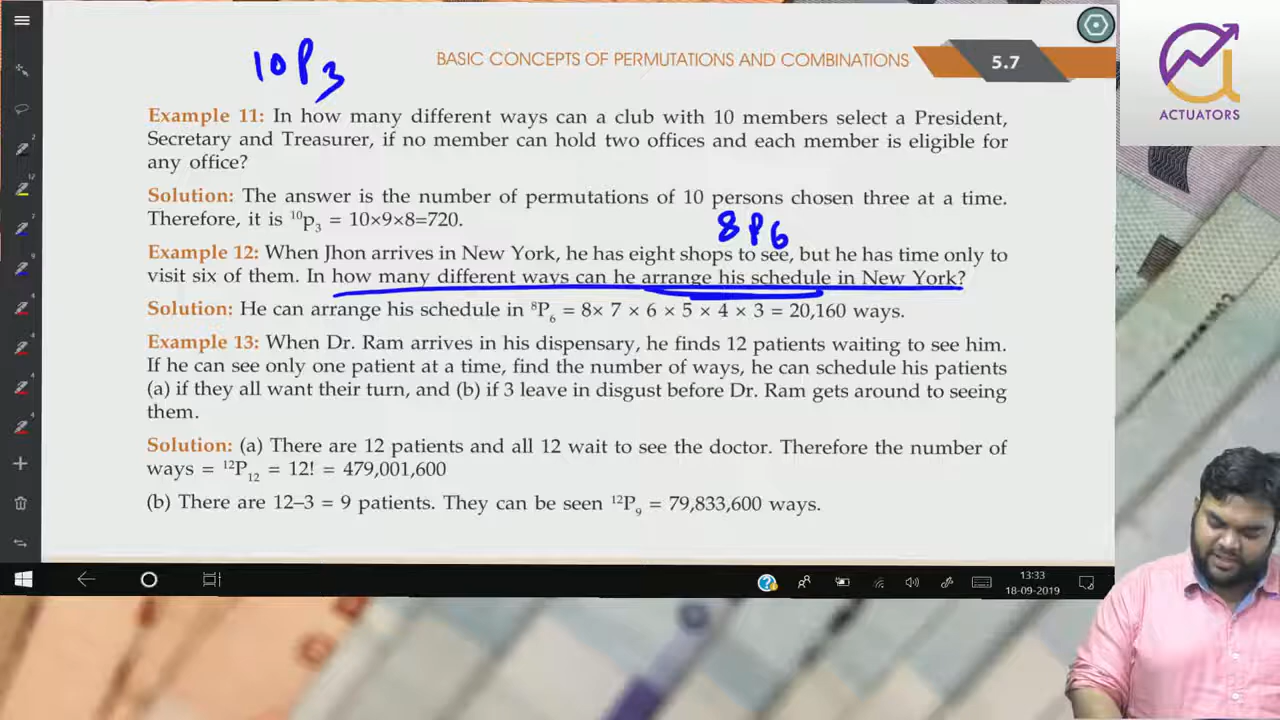 10P3
BASIC CONCEPTS OF PERMUTATIONS AND COMBINATIONS 5.7
ACTUATORS
Example 11: In how many different ways can a club with 10 members select a President,
Secretary and Treasurer, if no member can hold two offices and each member is eligible for
any office?
Solution: The answer is the number of permutations of 10 persons chosen three at a time.
Therefore, it is ¹⁰p₃ = 10×9×8=720.
8P6
Example 12: When Jhon arrives in New York, he has eight shops to see, but he has time only to
visit six of them. In how many different ways can he arrange his schedule in New York?
Solution: He can arrange his schedule in ⁸P₆ = 8× 7 × 6 × 5 × 4 × 3 = 20,160 ways.
Example 13: When Dr. Ram arrives in his dispensary, he finds 12 patients waiting to see him.
If he can see only one patient at a time, find the number of ways, he can schedule his patients
(a) if they all want their turn, and (b) if 3 leave in disgust before Dr. Ram gets around to seeing
them.
Solution: (a) There are 12 patients and all 12 wait to see the doctor. Therefore the number of
ways = ¹²P₁₂ = 12! = 479,001,600
(b) There are 12–3 = 9 patients. They can be seen ¹²P₉ = 79,833,600 ways.
13:33
18-09-2019